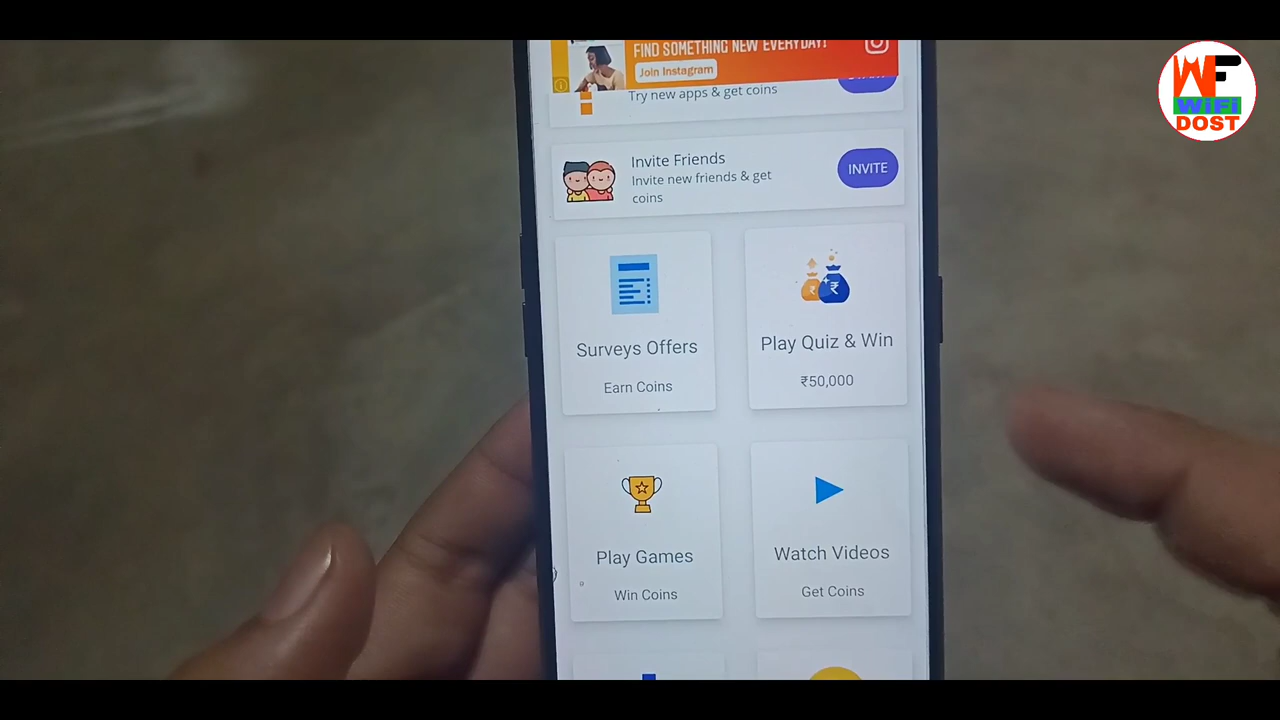 FIND SOMETHING NEW EVERYDAY!
Join Instagram
Try new apps & get coins
Invite Friends
Invite new friends & get
coins
INVITE
Surveys Offers
Earn Coins
Play Quiz & Win
₹50,000
Play Games
Win Coins
Watch Videos
Get Coins
WF
WiFi
DOST